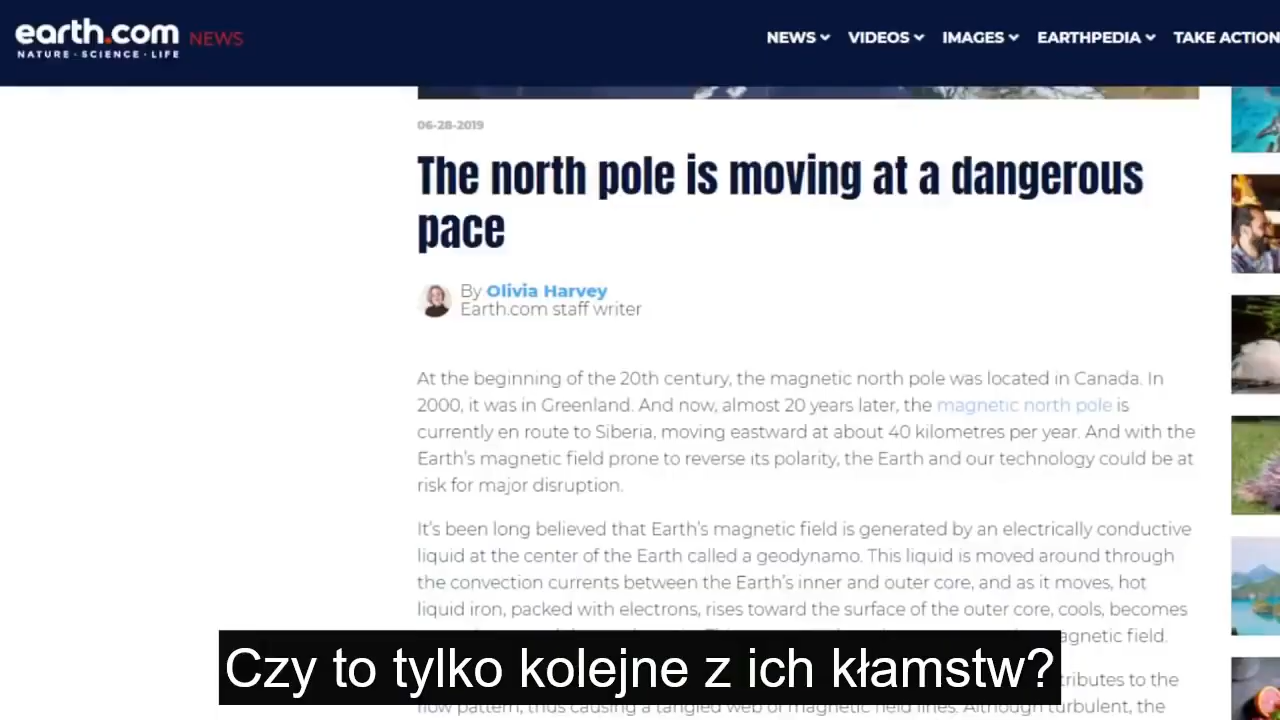 earth.com NEWS
NATURE · SCIENCE · LIFE
NEWS VIDEOS IMAGES EARTHPEDIA TAKE ACTION
06-28-2019
The north pole is moving at a dangerous
pace
By Olivia Harvey
Earth.com staff writer
At the beginning of the 20th century, the magnetic north pole was located in Canada. In
2000, it was in Greenland. And now, almost 20 years later, the magnetic north pole is
currently en route to Siberia, moving eastward at about 40 kilometres per year. And with the
Earth's magnetic field prone to reverse its polarity, the Earth and our technology could be at
risk for major disruption.
It's been long believed that Earth's magnetic field is generated by an electrically conductive
liquid at the center of the Earth called a geodynamo. This liquid is moved around through
the convection currents between the Earth's inner and outer core, and as it moves, hot
liquid iron, packed with electrons, rises toward the surface of the outer core, cools, becomes
magnetic field.
Czy to tylko kolejne z ich kłamstw?
tributes to the
flow pattern, thus causing a tangled web of magnetic field lines. Although turbulent, the